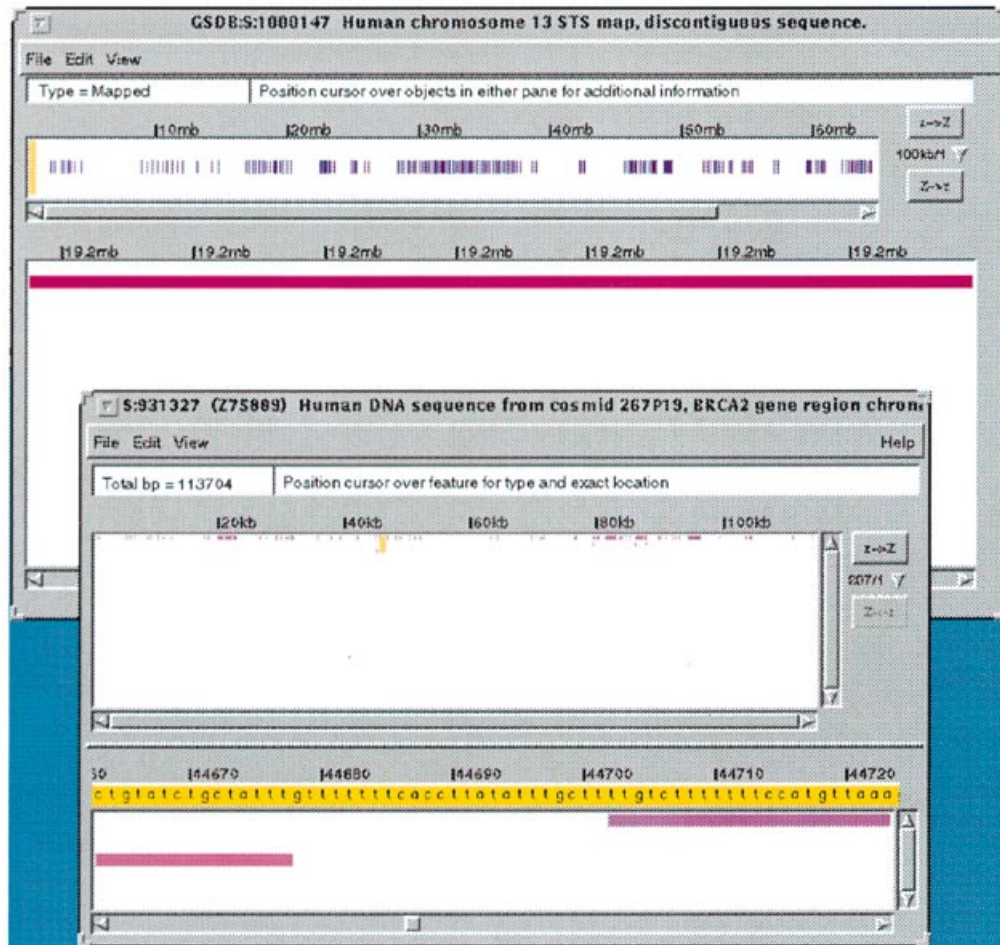 GSDB:S:1000147 Human chromosome 13 STS map, discontiguous sequence.
File Edit View
Type = Mapped Position cursor over objects in either pane for additional information
|10mb |20mb |30mb |40mb |50mb |60mb
z->Z
100kb/1
Z->z
|19.2mb |19.2mb |19.2mb |19.2mb |19.2mb |19.2mb |19.2mb
S:931327 (Z75889) Human DNA sequence from cosmid 267P19, BRCA2 gene region chrom
File Edit View Help
Total bp = 113704 Position cursor over feature for type and exact location
|20kb |40kb |60kb |80kb |100kb
z->Z
207/1
Z->z
50 |44670 |44680 |44690 |44700 |44710 |44720
c t g t a t c t g c t a t t t g t t t t t t t c a c c t t a t a t t t g c t t t t g t c t t t t t t t c c a t g t t a a a